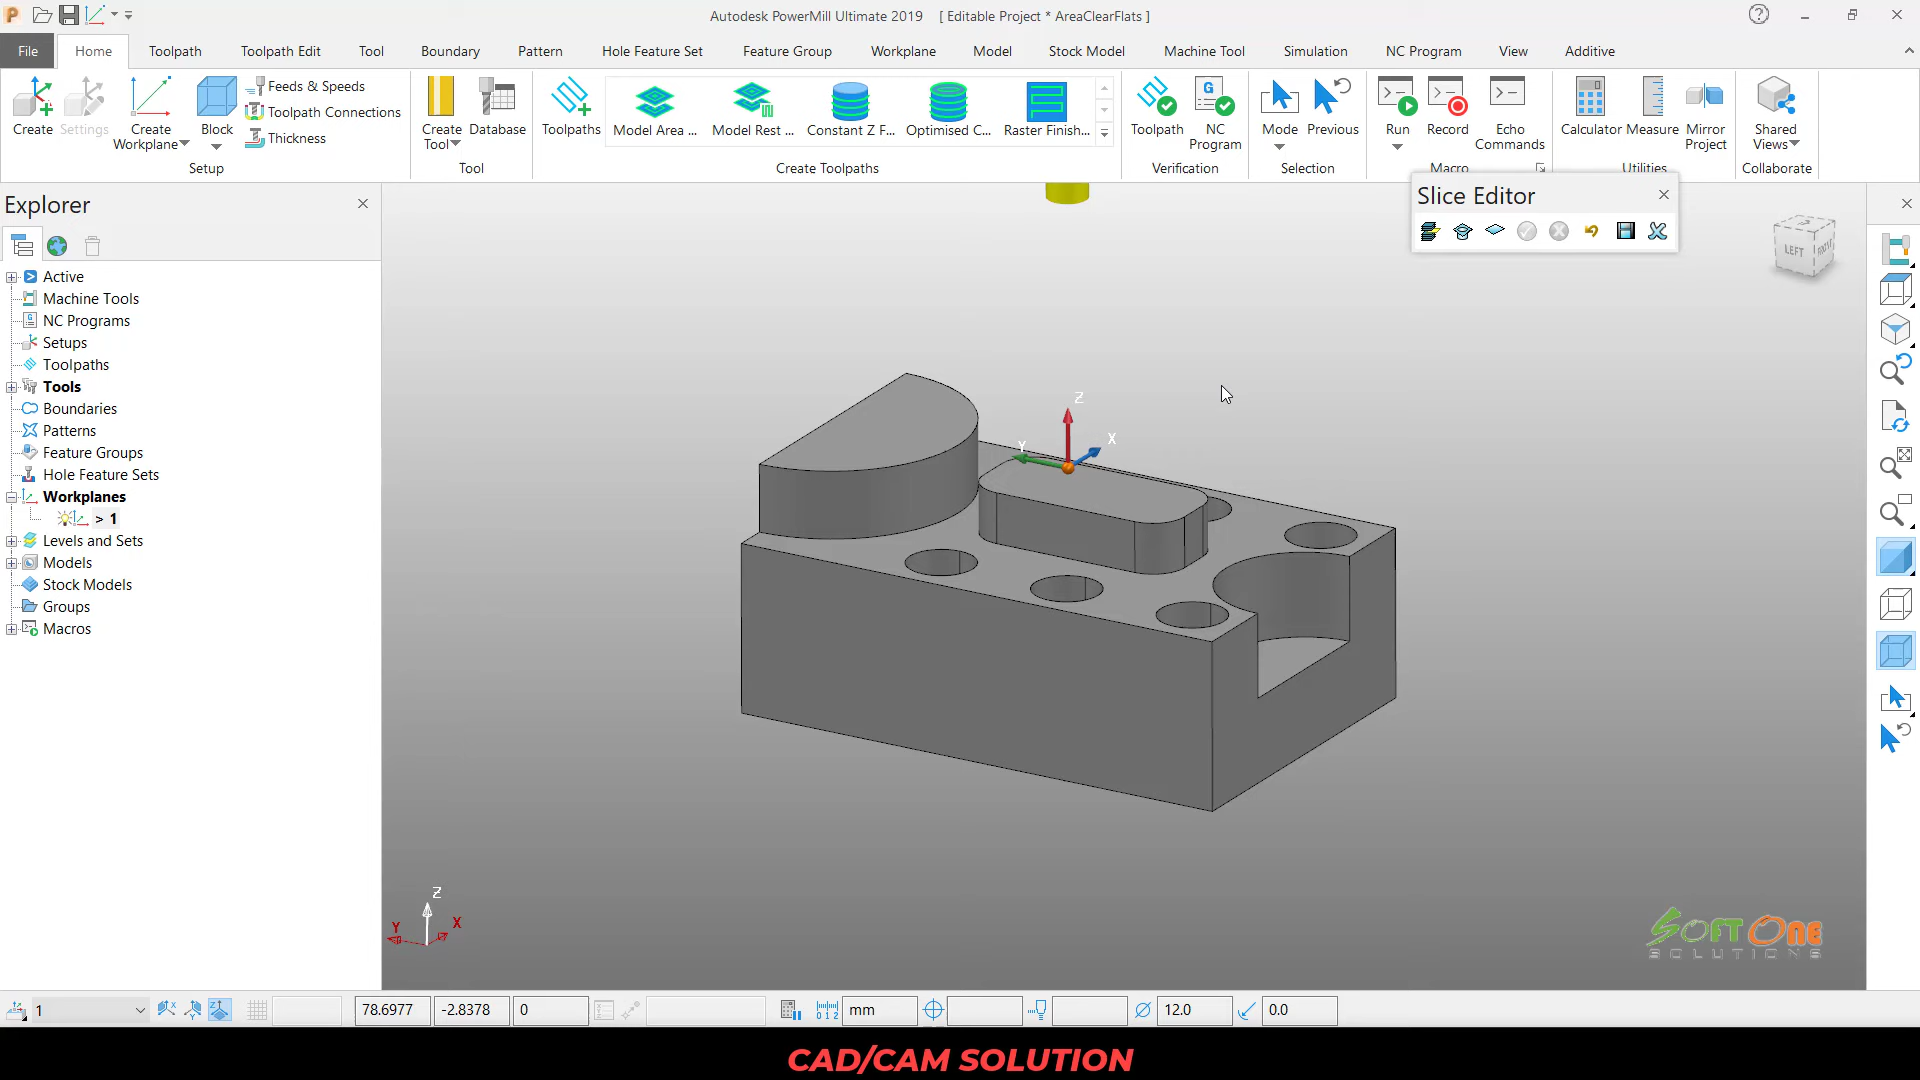 Autodesk PowerMill Ultimate 2019 [ Editable Project * AreaClearFlats ]
File Home Toolpath Toolpath Edit Tool Boundary Pattern Hole Feature Set Feature Group Workplane Model Stock Model Machine Tool Simulation NC Program View Additive
Create Settings Create Workplane Block Feeds & Speeds Toolpath Connections Thickness
Create Tool Database Toolpaths Model Area ... Model Rest ... Constant Z F... Optimised C... Raster Finish...
Toolpath NC Program Mode Previous Run Record Echo Commands Calculator Measure Mirror Project Shared Views
Setup Tool Create Toolpaths Verification Selection Macro Utilities Collaborate
Slice Editor
Explorer
LEFT FRONT
Active
Machine Tools
NC Programs
Setups
Toolpaths
Tools
Boundaries
Patterns
Feature Groups
Hole Feature Sets
Workplanes
> 1
Levels and Sets
Models
Stock Models
Groups
Macros
Z
X
Y
Z
Y X
SOFTONE
SOLUTIONS
1 78.6977 -2.8378 0 mm 12.0 0.0
CAD/CAM SOLUTION